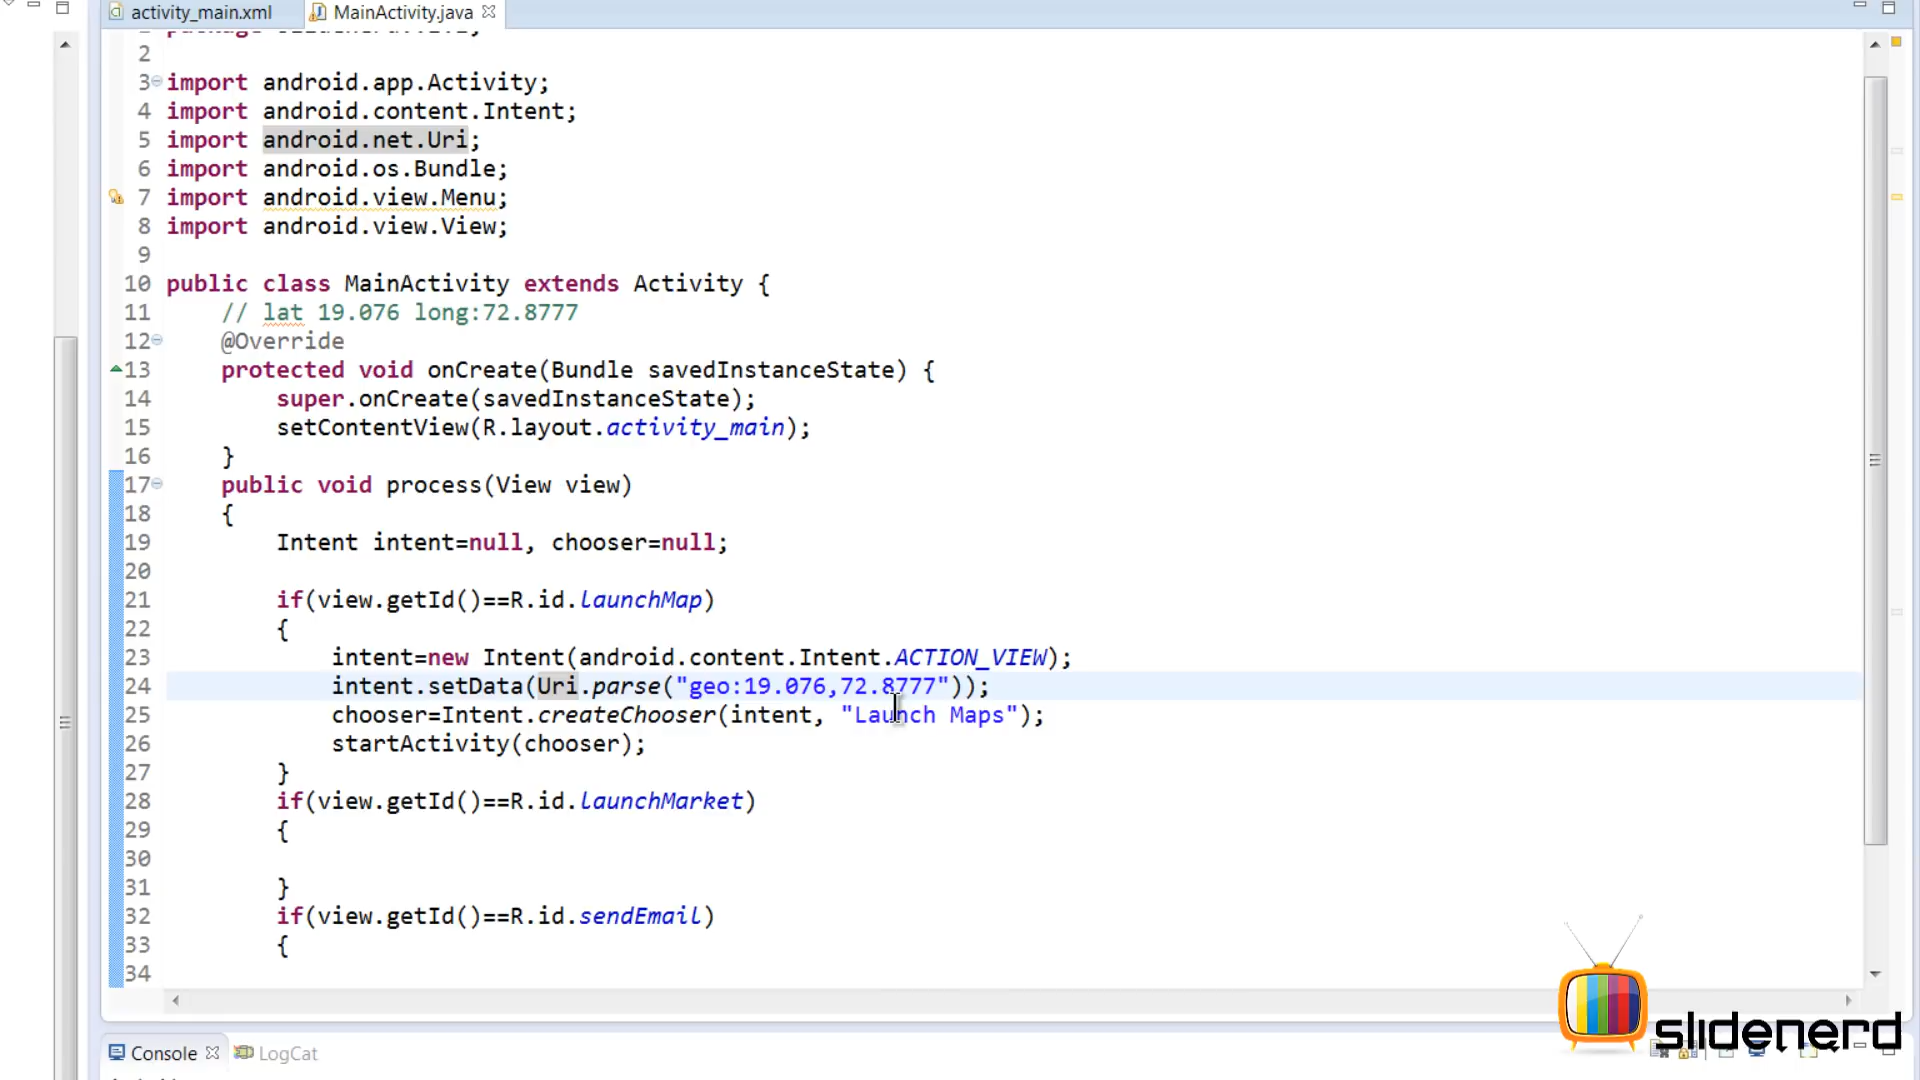 activity_main.xml
MainActivity.java
2
3 import android.app.Activity;
4 import android.content.Intent;
5 import android.net.Uri;
6 import android.os.Bundle;
7 import android.view.Menu;
8 import android.view.View;
9
10 public class MainActivity extends Activity {
11 // lat 19.076 long:72.8777
12 @Override
13 protected void onCreate(Bundle savedInstanceState) {
14 super.onCreate(savedInstanceState);
15 setContentView(R.layout.activity_main);
16 }
17 public void process(View view)
18 {
19 Intent intent=null, chooser=null;
20
21 if(view.getId()==R.id.launchMap)
22 {
23 intent=new Intent(android.content.Intent.ACTION_VIEW);
24 intent.setData(Uri.parse("geo:19.076,72.8777"));
25 chooser=Intent.createChooser(intent, "Launch Maps");
26 startActivity(chooser);
27 }
28 if(view.getId()==R.id.launchMarket)
29 {
30
31 }
32 if(view.getId()==R.id.sendEmail)
33 {
34
slidenerd
Console
LogCat